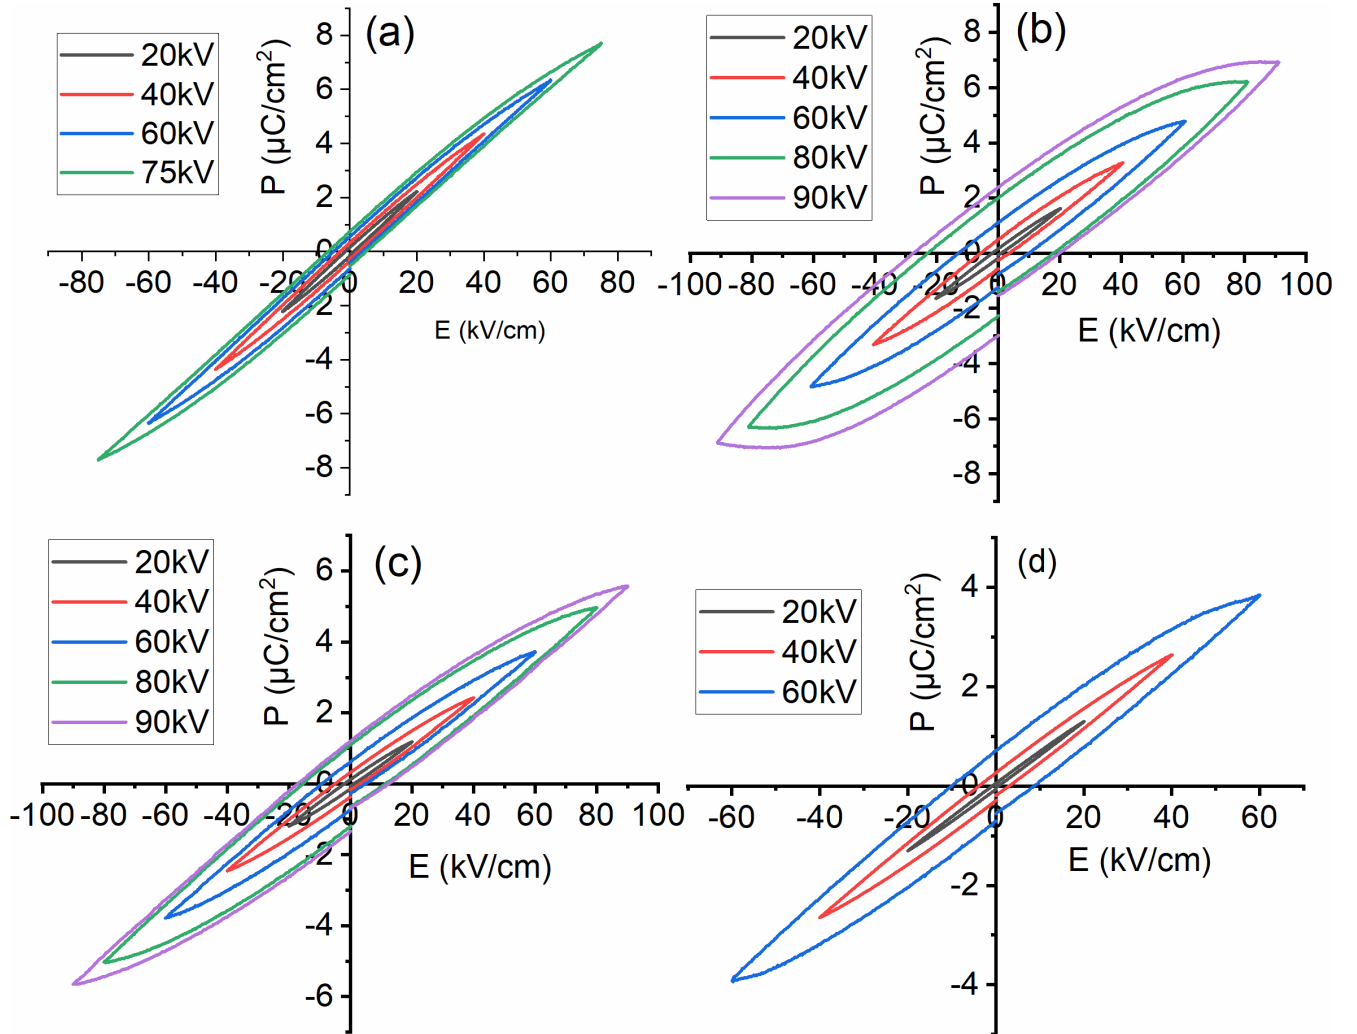 (a)
20kV
40kV
60kV
75kV
P (µC/cm²)
8
6
4
2
0
-2
-4
-6
-8
-80 -60 -40 -20 0 20 40 60 80
E (kV/cm)
(b)
20kV
40kV
60kV
80kV
90kV
P (µC/cm²)
8
6
4
2
0
-2
-4
-6
-8
-100 -80 -60 -40 -20 0 20 40 60 80 100
E (kV/cm)
(c)
20kV
40kV
60kV
80kV
90kV
P (µC/cm²)
6
4
2
0
-2
-4
-6
-100 -80 -60 -40 -20 0 20 40 60 80 100
E (kV/cm)
(d)
20kV
40kV
60kV
P (µC/cm²)
4
2
0
-2
-4
-60 -40 -20 0 20 40 60
E (kV/cm)